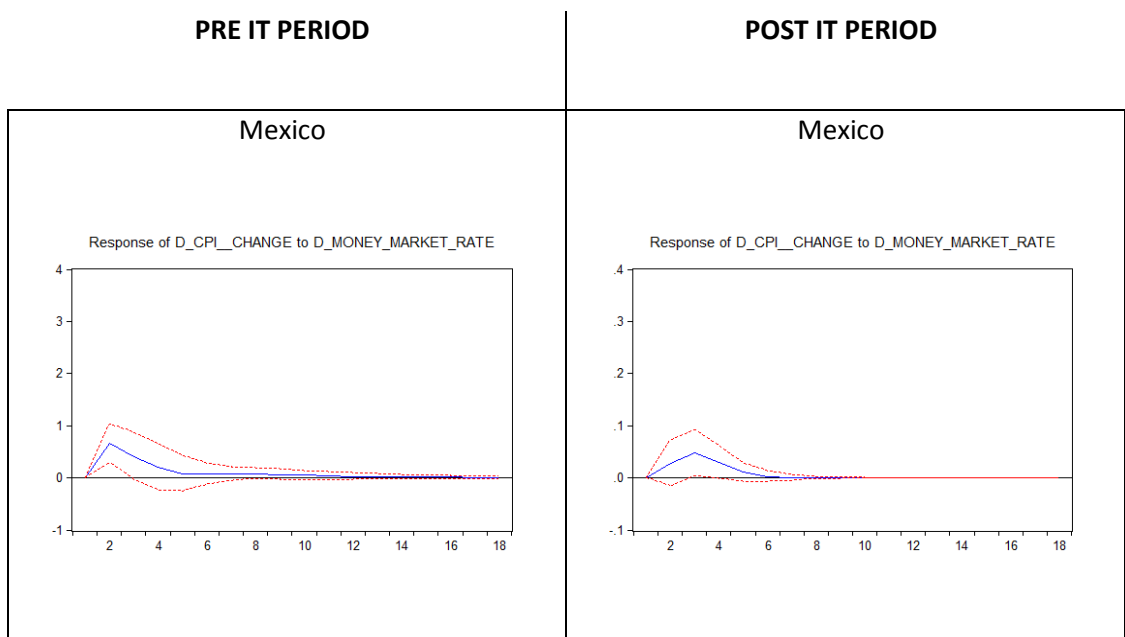 PRE IT PERIOD
POST IT PERIOD
Mexico
Response of D_CPI__CHANGE to D_MONEY_MARKET_RATE
4
3
2
1
0
-1
2 4 6 8 10 12 14 16 18
Mexico
Response of D_CPI__CHANGE to D_MONEY_MARKET_RATE
.4
.3
.2
.1
.0
-.1
2 4 6 8 10 12 14 16 18